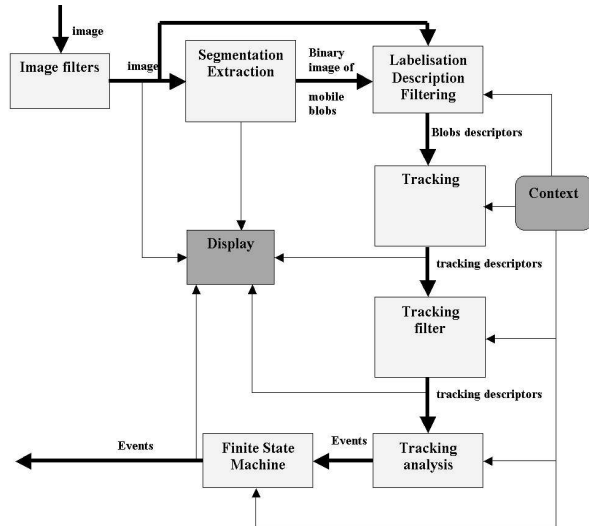 image
Image filters
image
Segmentation
Extraction
Binary
image of
mobile
blobs
Labelisation
Description
Filtering
Blobs descriptors
Tracking
Context
Display
tracking descriptors
Tracking
filter
tracking descriptors
Events
Finite State
Machine
Events
Tracking
analysis